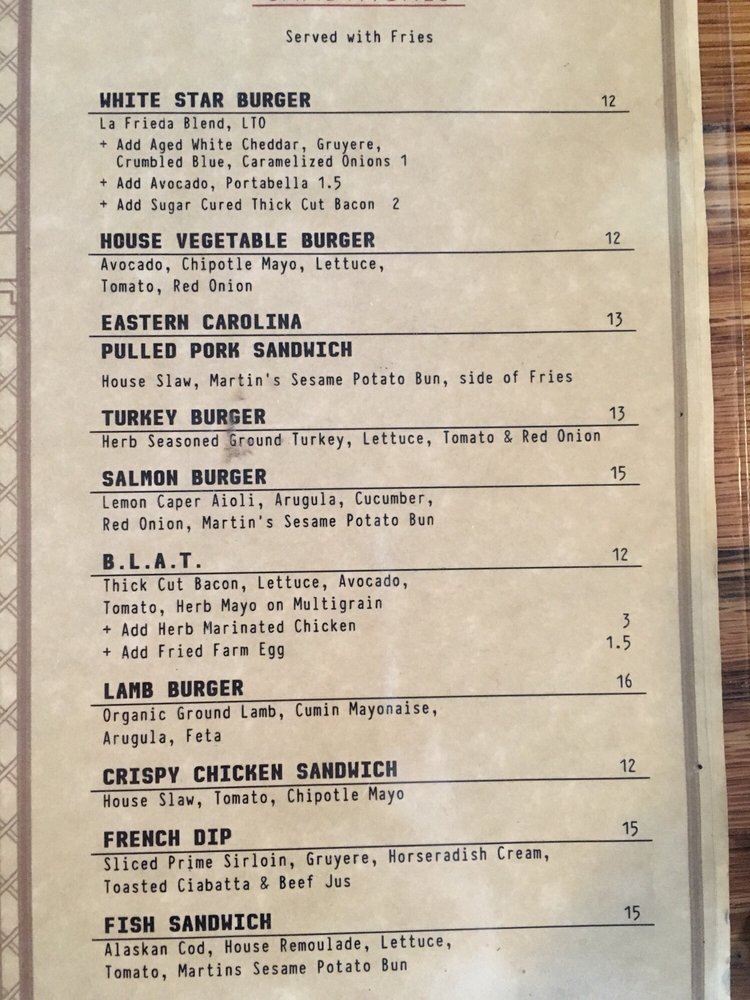 Served with Fries
WHITE STAR BURGER 12
La Frieda Blend, LTO
+ Add Aged White Cheddar, Gruyere,
Crumbled Blue, Caramelized Onions 1
+ Add Avocado, Portabella 1.5
+ Add Sugar Cured Thick Cut Bacon 2
HOUSE VEGETABLE BURGER 12
Avocado, Chipotle Mayo, Lettuce,
Tomato, Red Onion
EASTERN CAROLINA 13
PULLED PORK SANDWICH
House Slaw, Martin's Sesame Potato Bun, side of Fries
TURKEY BURGER 13
Herb Seasoned Ground Turkey, Lettuce, Tomato & Red Onion
SALMON BURGER 15
Lemon Caper Aioli, Arugula, Cucumber,
Red Onion, Martin's Sesame Potato Bun
B.L.A.T. 12
Thick Cut Bacon, Lettuce, Avocado,
Tomato, Herb Mayo on Multigrain
+ Add Herb Marinated Chicken 3
+ Add Fried Farm Egg 1.5
LAMB BURGER 16
Organic Ground Lamb, Cumin Mayonaise,
Arugula, Feta
CRISPY CHICKEN SANDWICH 12
House Slaw, Tomato, Chipotle Mayo
FRENCH DIP 15
Sliced Prime Sirloin, Gruyere, Horseradish Cream,
Toasted Ciabatta & Beef Jus
FISH SANDWICH 15
Alaskan Cod, House Remoulade, Lettuce,
Tomato, Martins Sesame Potato Bun